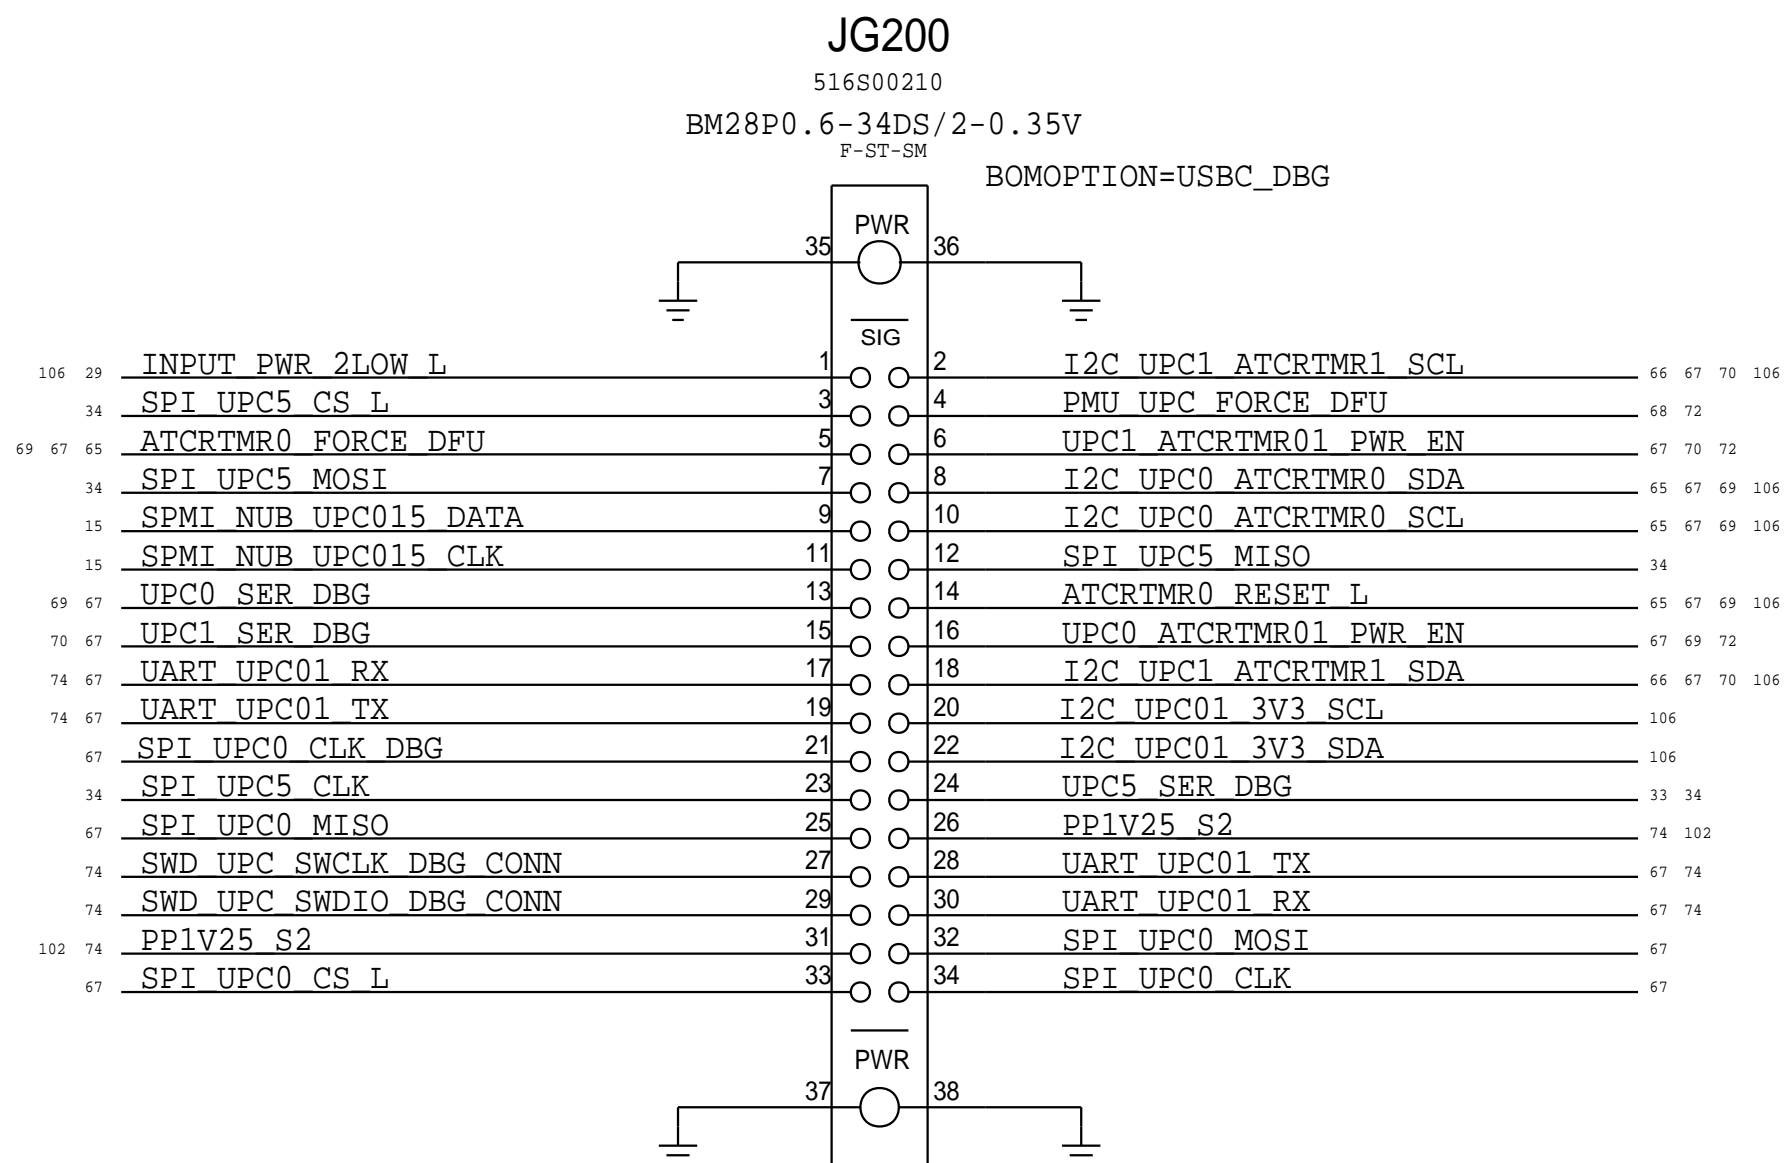 JG200
516S00210
BM28P0.6-34DS/2-0.35V
F-ST-SM
BOMOPTION=USBC_DBG
PWR
35 36
SIG
106 29 INPUT_PWR_2LOW_L 1 2 I2C_UPC1_ATCRTMR1_SCL 66 67 70 106
34 SPI_UPC5_CS_L 3 4 PMU_UPC_FORCE_DFU 68 72
69 67 65 ATCRTMR0_FORCE_DFU 5 6 UPC1_ATCRTMR01_PWR_EN 67 70 72
34 SPI_UPC5_MOSI 7 8 I2C_UPC0_ATCRTMR0_SDA 65 67 69 106
15 SPMI_NUB_UPC015_DATA 9 10 I2C_UPC0_ATCRTMR0_SCL 65 67 69 106
15 SPMI_NUB_UPC015_CLK 11 12 SPI_UPC5_MISO 34
69 67 UPC0_SER_DBG 13 14 ATCRTMR0_RESET_L 65 67 69 106
70 67 UPC1_SER_DBG 15 16 UPC0_ATCRTMR01_PWR_EN 67 69 72
74 67 UART_UPC01_RX 17 18 I2C_UPC1_ATCRTMR1_SDA 66 67 70 106
74 67 UART_UPC01_TX 19 20 I2C_UPC01_3V3_SCL 106
67 SPI_UPC0_CLK_DBG 21 22 I2C_UPC01_3V3_SDA 106
34 SPI_UPC5_CLK 23 24 UPC5_SER_DBG 33 34
67 SPI_UPC0_MISO 25 26 PP1V25_S2 74 102
74 SWD_UPC_SWCLK_DBG_CONN 27 28 UART_UPC01_TX 67 74
74 SWD_UPC_SWDIO_DBG_CONN 29 30 UART_UPC01_RX 67 74
102 74 PP1V25_S2 31 32 SPI_UPC0_MOSI 67
67 SPI_UPC0_CS_L 33 34 SPI_UPC0_CLK 67
PWR
37 38